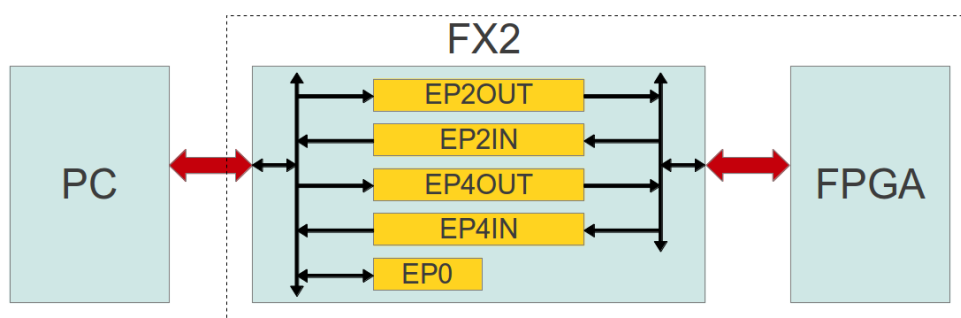 FX2
PC
EP2OUT
EP2IN
EP4OUT
EP4IN
EP0
FPGA